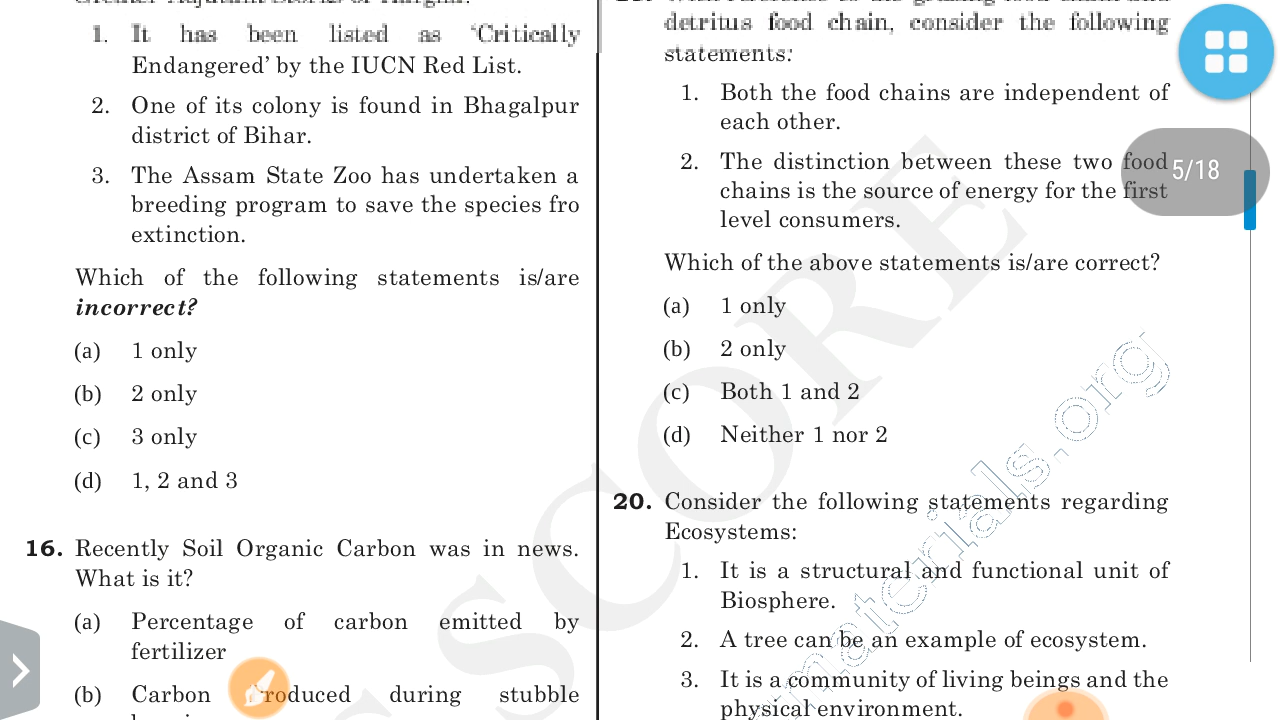 1. It has been listed as 'Critically
Endangered' by the IUCN Red List.
2. One of its colony is found in Bhagalpur
district of Bihar.
3. The Assam State Zoo has undertaken a
breeding program to save the species fro
extinction.
Which of the following statements is/are
incorrect?
(a) 1 only
(b) 2 only
(c) 3 only
(d) 1, 2 and 3
16. Recently Soil Organic Carbon was in news.
What is it?
(a) Percentage of carbon emitted by
fertilizer
(b) Carbon produced during stubble
detritus food chain, consider the following
statements:
1. Both the food chains are independent of
each other.
2. The distinction between these two food
chains is the source of energy for the first
level consumers.
Which of the above statements is/are correct?
(a) 1 only
(b) 2 only
(c) Both 1 and 2
(d) Neither 1 nor 2
20. Consider the following statements regarding
Ecosystems:
1. It is a structural and functional unit of
Biosphere.
2. A tree can be an example of ecosystem.
3. It is a community of living beings and the
physical environment.
5/18
SCORE
materials.org